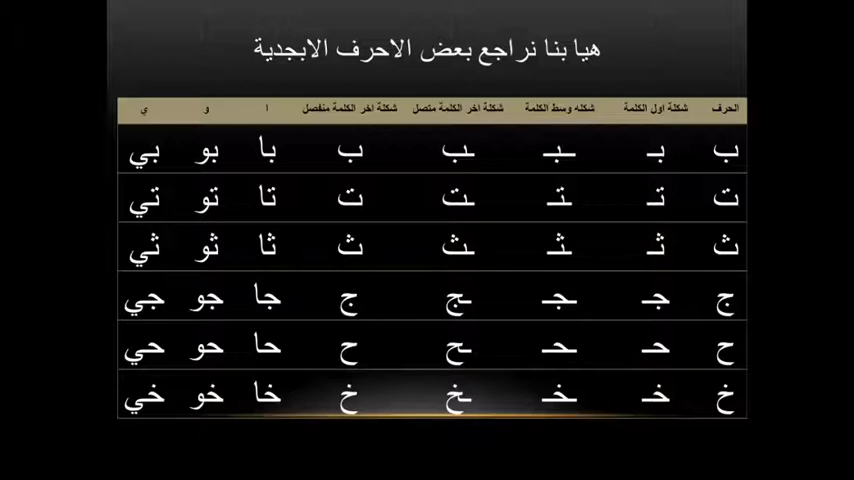 هيا بنا نراجع بعض الاحرف الابجدية
الحرف شكلة اول الكلمة شكله وسط الكلمة شكلة اخر الكلمة متصل شكلة اخر الكلمة منفصل ا و ي
ب بـ ـبـ ـب ب با بو بي
ت تـ ـتـ ـت ت تا تو تي
ث ثـ ـثـ ـث ث ثا ثو ثي
ج جـ ـجـ ـج ج جا جو جي
ح حـ ـحـ ـح ح حا حو حي
خ خـ ـخـ ـخ خ خا خو خي